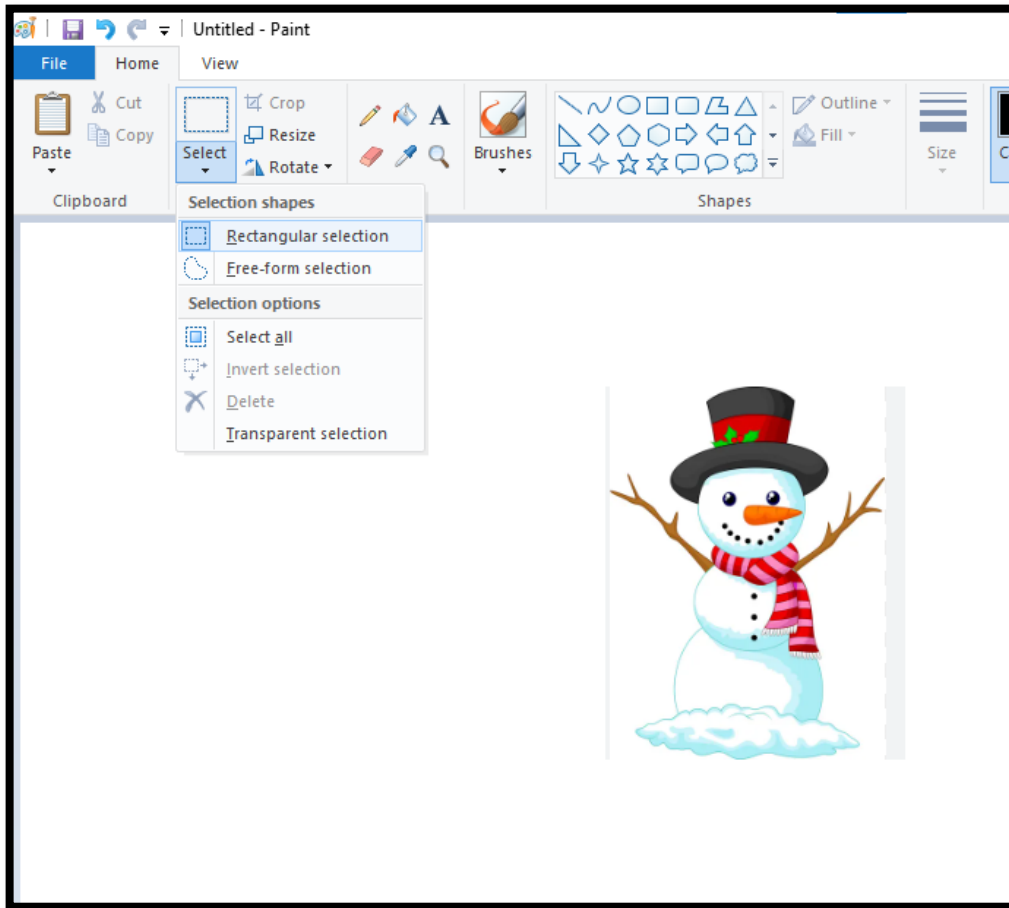 Untitled - Paint
File Home View
Paste
Cut
Copy
Clipboard
Select
Crop
Resize
Rotate
A
Brushes
Shapes
Outline
Fill
Size
C
Selection shapes
Rectangular selection
Free-form selection
Selection options
Select all
Invert selection
Delete
Transparent selection